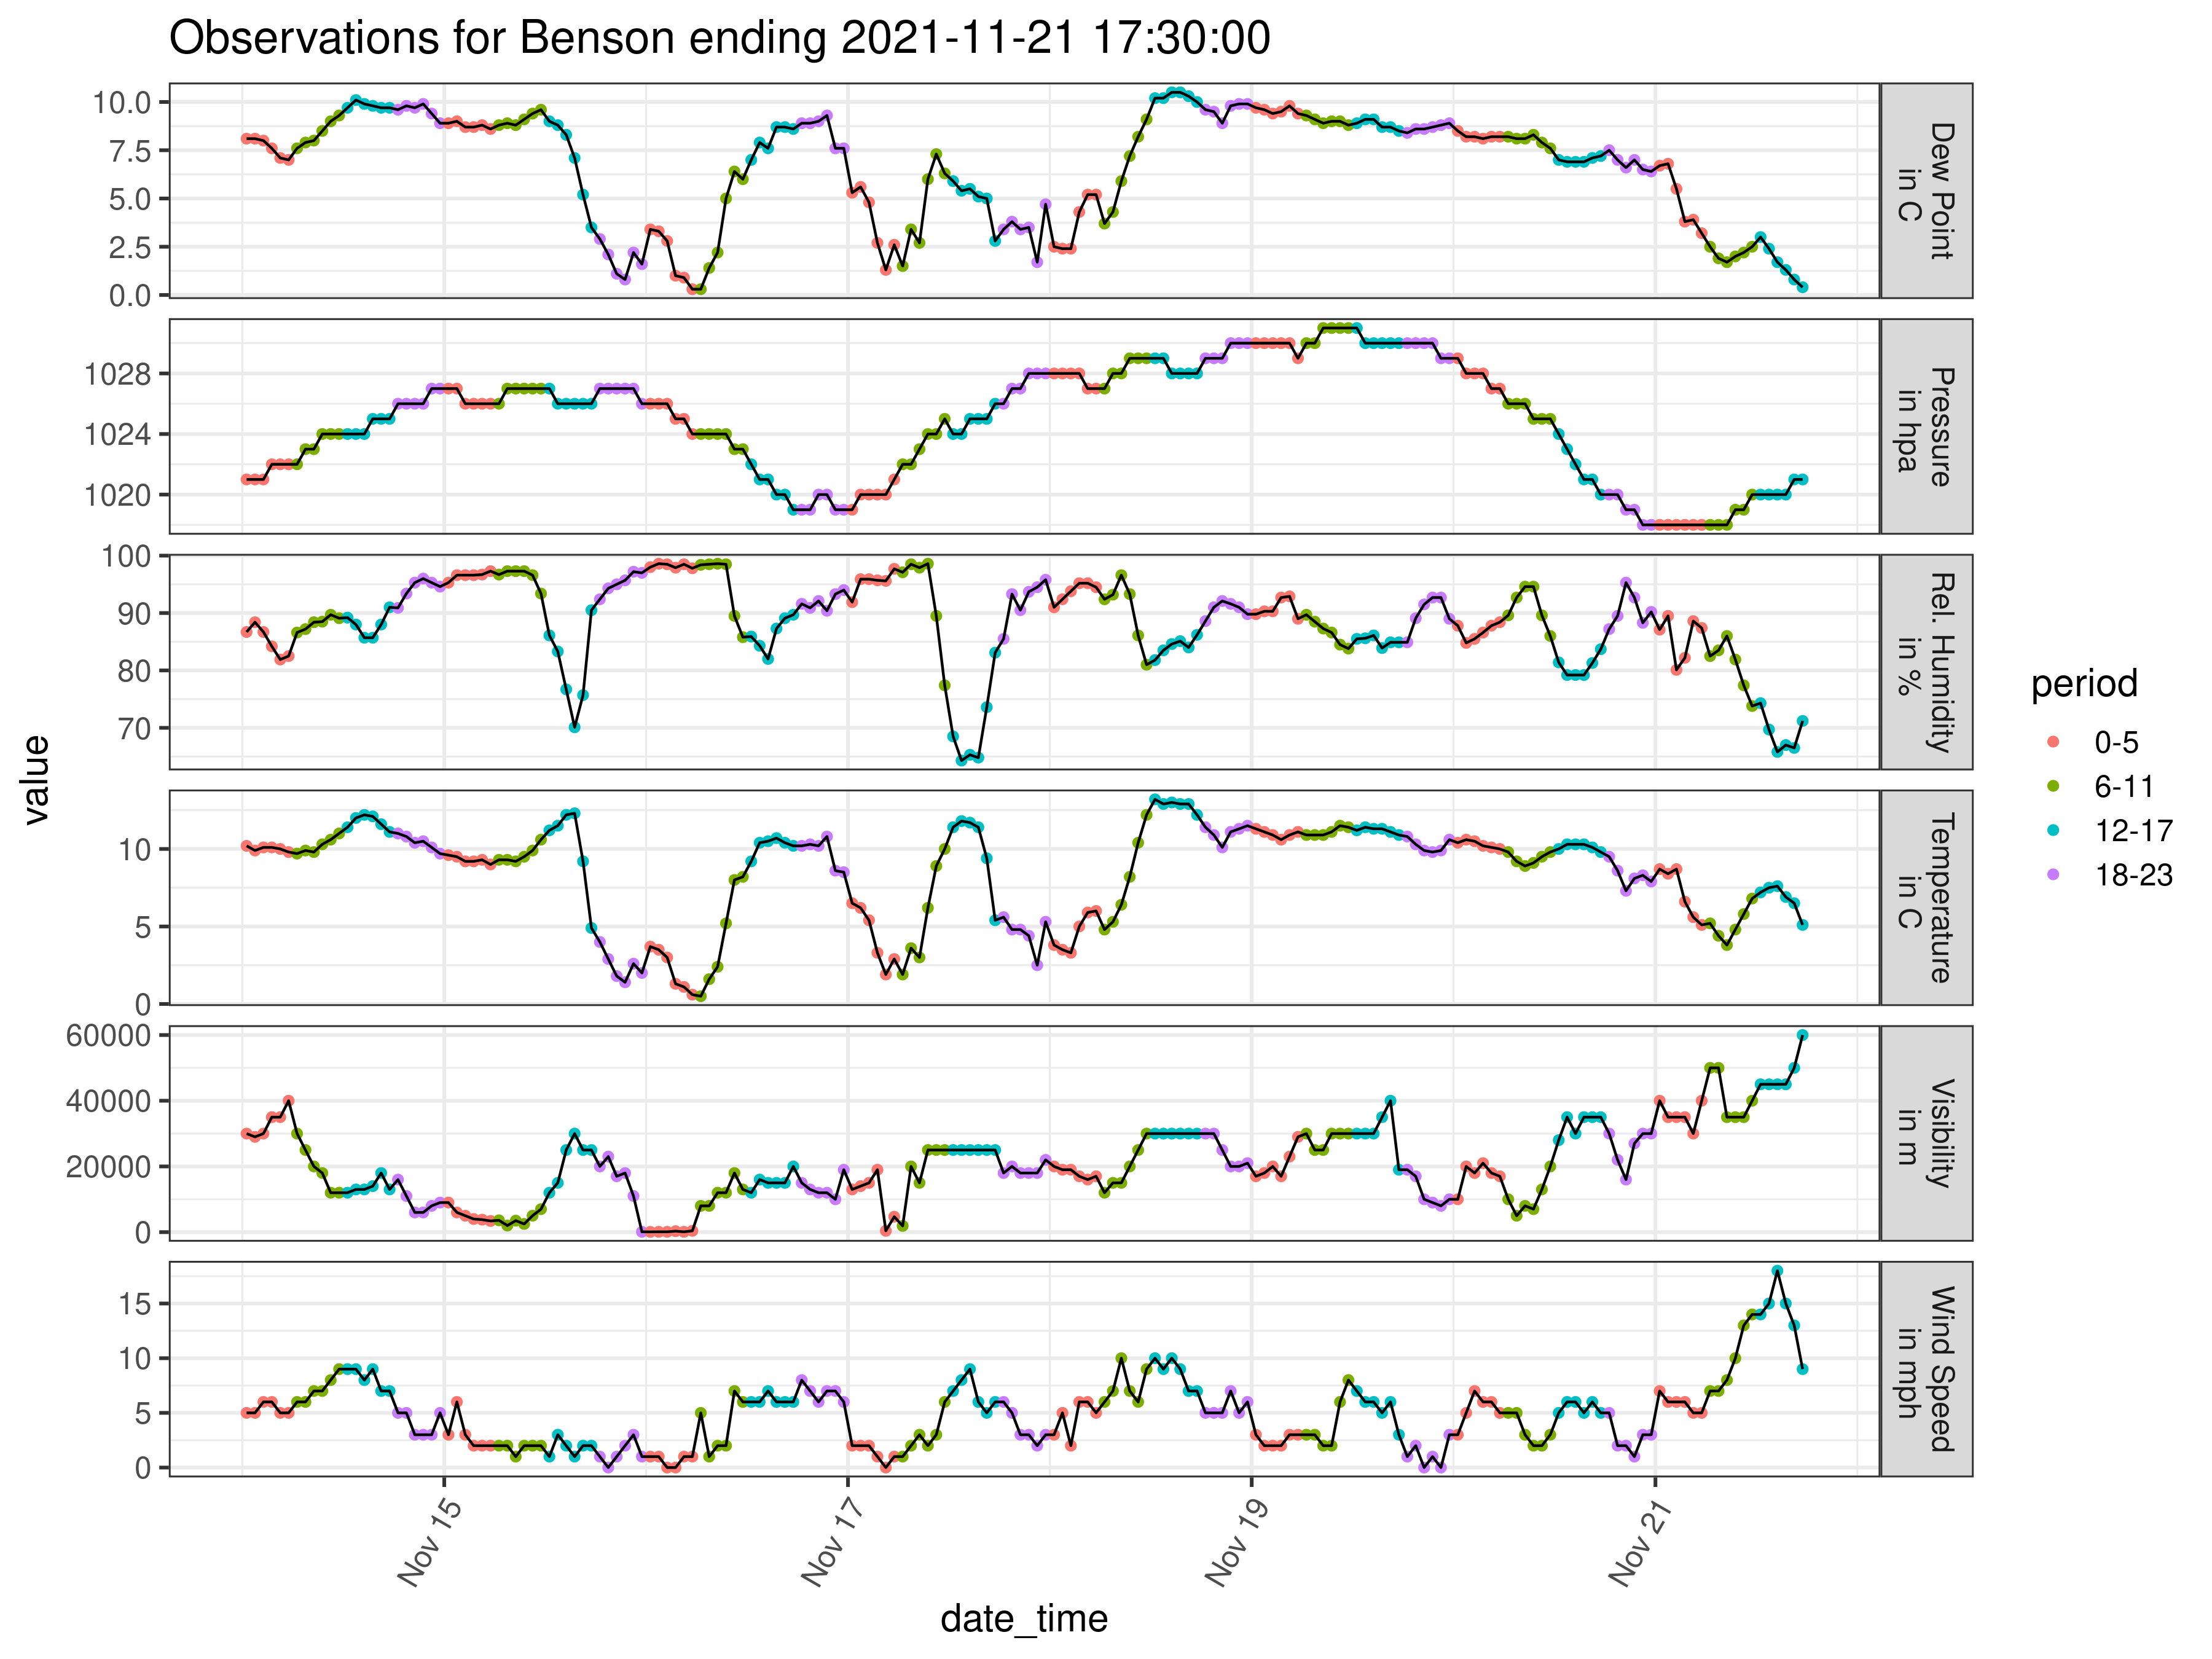 Observations for Benson ending 2021-11-21 17:30:00
value
10.0
7.5
5.0
2.5
0.0
Dew Point
in C
1028
1024
1020
Pressure
in hpa
100
90
80
70
Rel. Humidity
in %
10
5
0
Temperature
in C
60000
40000
20000
0
Visibility
in m
15
10
5
0
Wind Speed
in mph
Nov 15
Nov 17
Nov 19
Nov 21
date_time
period
0-5
6-11
12-17
18-23